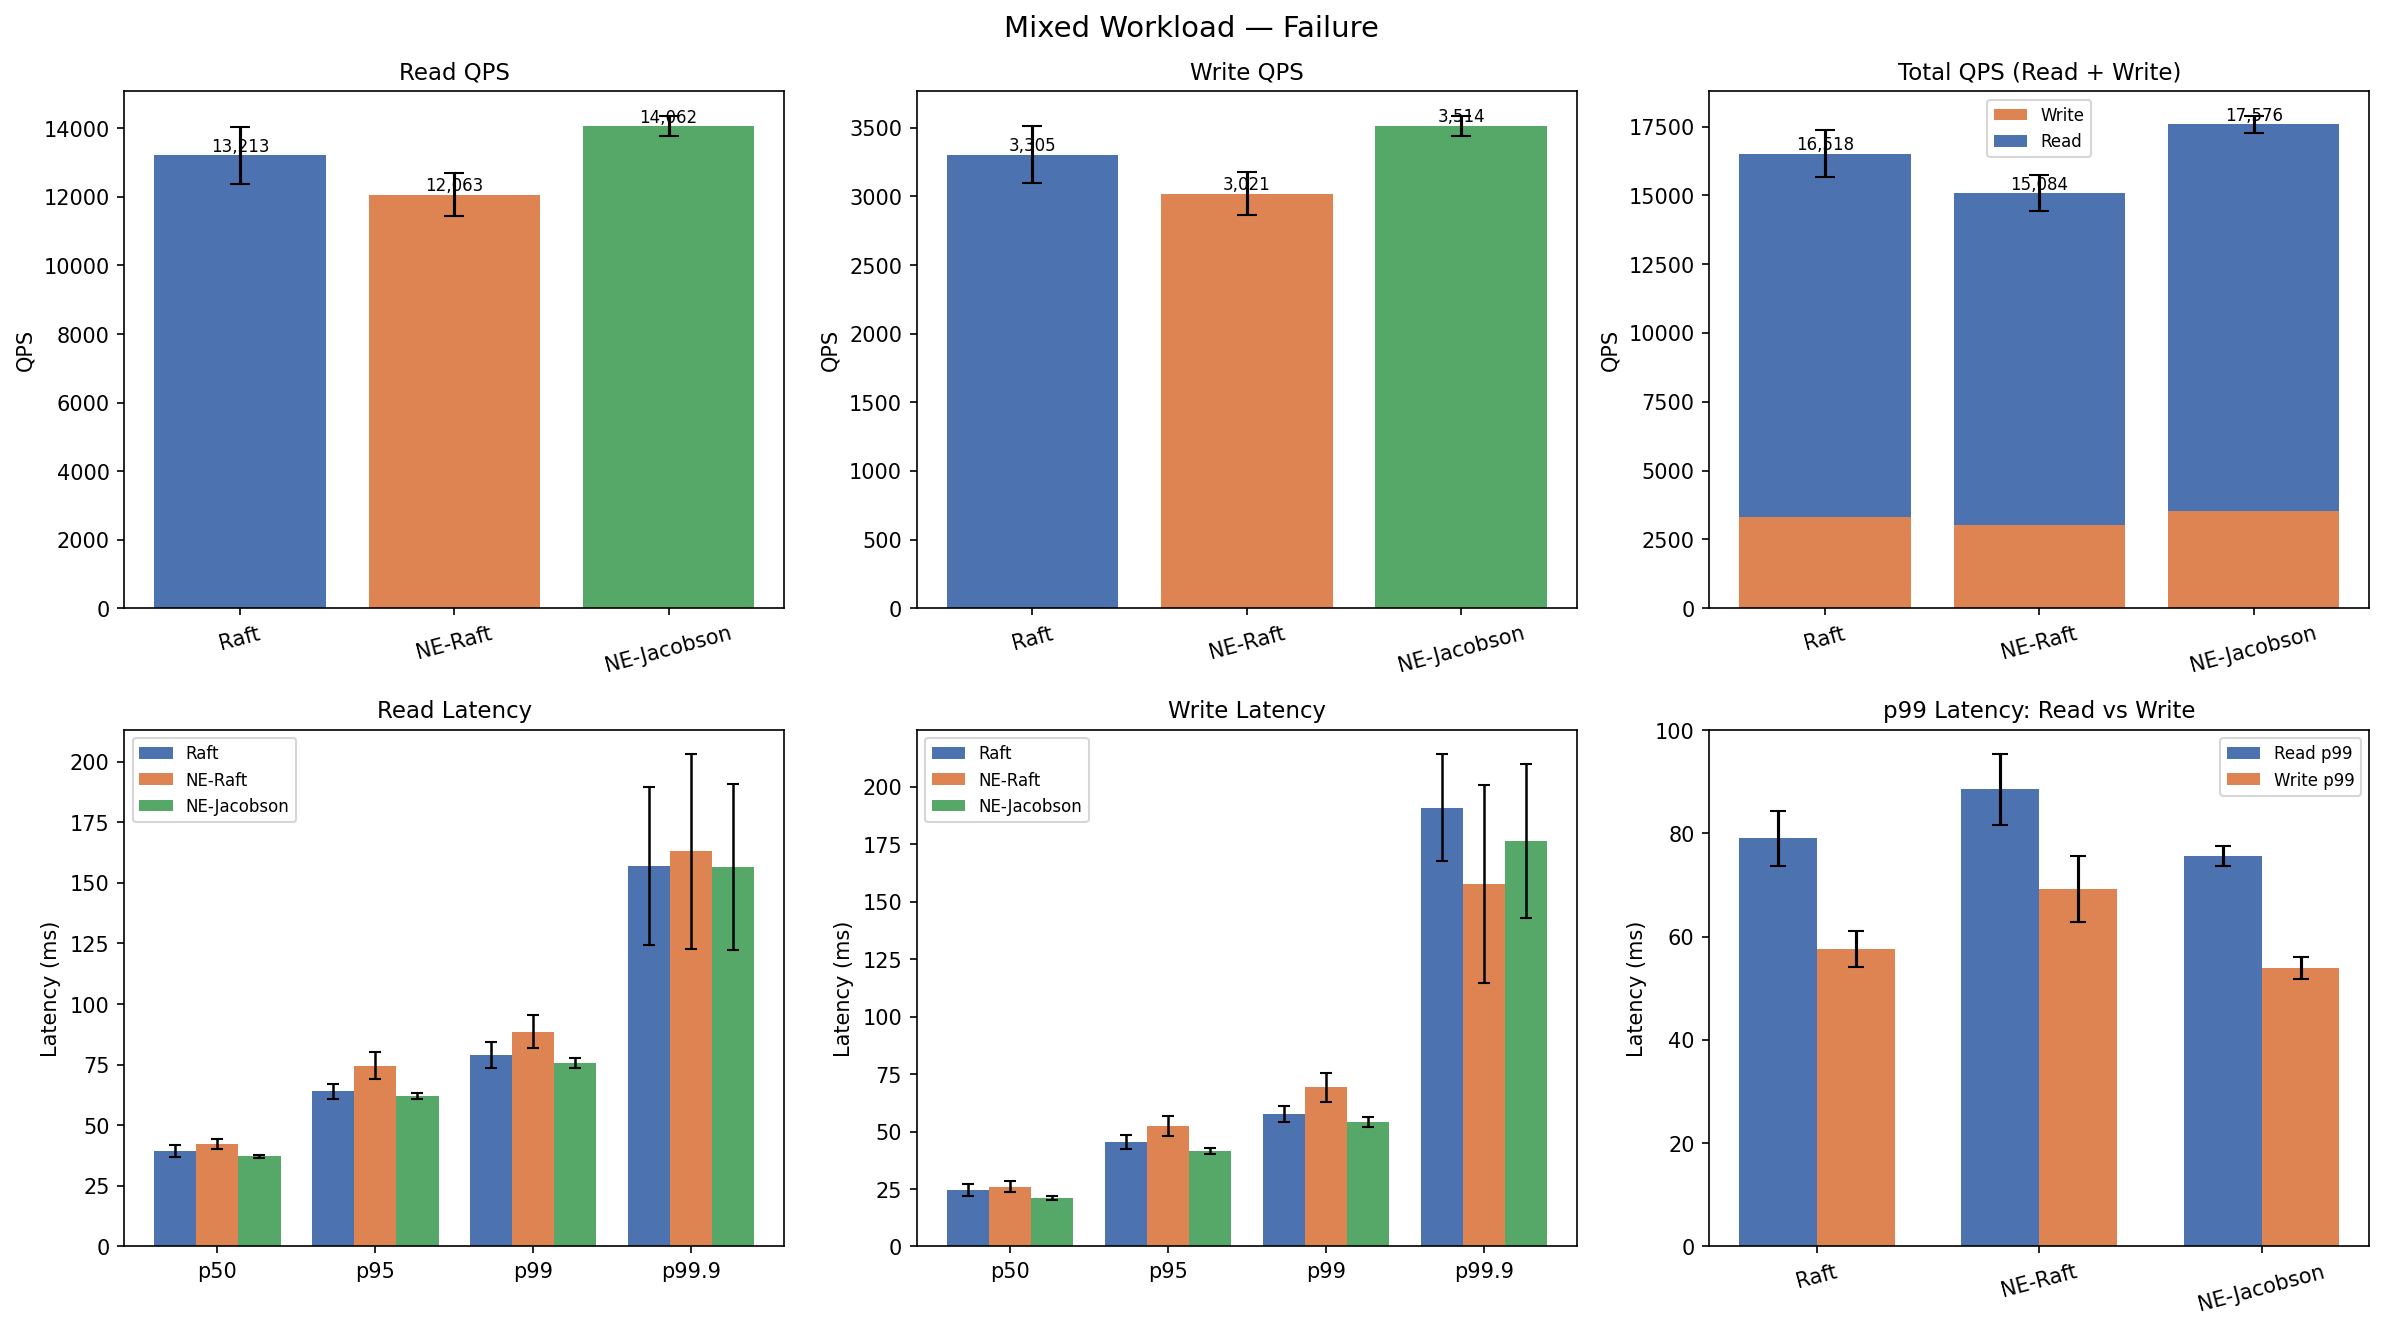 Mixed Workload — Failure
Read QPS
QPS
14000
12000
10000
8000
6000
4000
2000
0
13,213
12,063
14,062
Raft
NE-Raft
NE-Jacobson
Write QPS
QPS
3500
3000
2500
2000
1500
1000
500
0
3,305
3,021
3,514
Raft
NE-Raft
NE-Jacobson
Total QPS (Read + Write)
QPS
17500
15000
12500
10000
7500
5000
2500
0
Write
Read
16,518
15,084
17,576
Raft
NE-Raft
NE-Jacobson
Read Latency
Latency (ms)
200
175
150
125
100
75
50
25
0
Raft
NE-Raft
NE-Jacobson
p50
p95
p99
p99.9
Write Latency
Latency (ms)
200
175
150
125
100
75
50
25
0
Raft
NE-Raft
NE-Jacobson
p50
p95
p99
p99.9
p99 Latency: Read vs Write
Latency (ms)
100
80
60
40
20
0
Read p99
Write p99
Raft
NE-Raft
NE-Jacobson